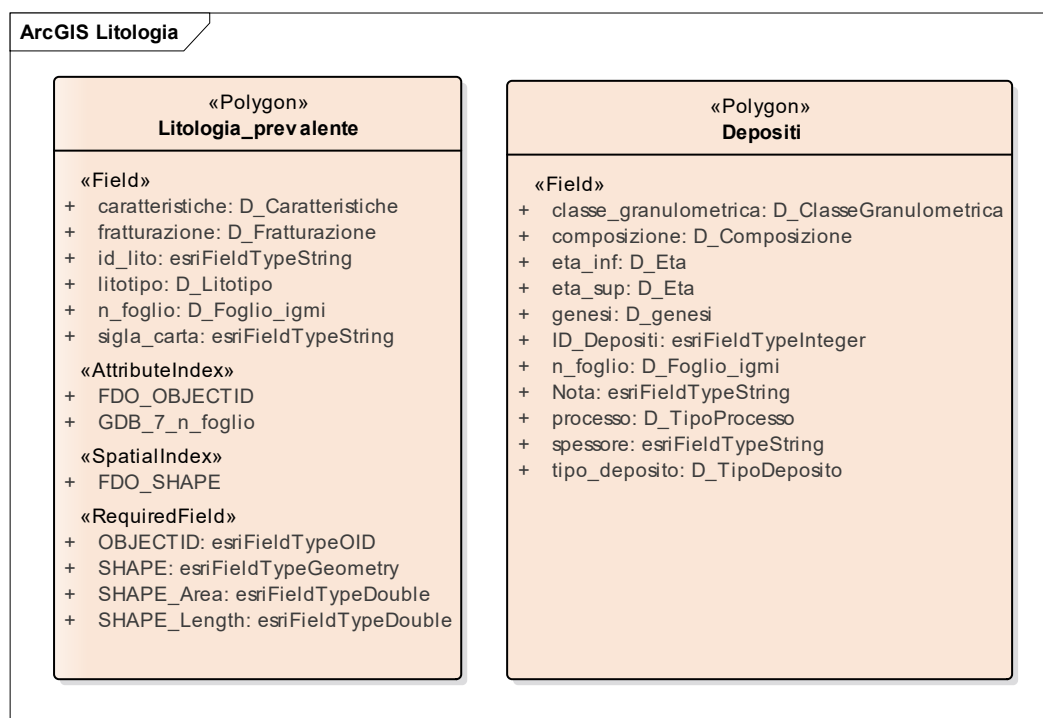 ArcGIS Litologia
«Polygon»
Litologia_prevalente
«Field»
+ caratteristiche: D_Caratteristiche
+ fratturazione: D_Fratturazione
+ id_lito: esriFieldTypeString
+ litotipo: D_Litotipo
+ n_foglio: D_Foglio_igmi
+ sigla_carta: esriFieldTypeString
«AttributeIndex»
+ FDO_OBJECTID
+ GDB_7_n_foglio
«SpatialIndex»
+ FDO_SHAPE
«RequiredField»
+ OBJECTID: esriFieldTypeOID
+ SHAPE: esriFieldTypeGeometry
+ SHAPE_Area: esriFieldTypeDouble
+ SHAPE_Length: esriFieldTypeDouble
«Polygon»
Depositi
«Field»
+ classe_granulometrica: D_ClasseGranulometrica
+ composizione: D_Composizione
+ eta_inf: D_Eta
+ eta_sup: D_Eta
+ genesi: D_genesi
+ ID_Depositi: esriFieldTypeInteger
+ n_foglio: D_Foglio_igmi
+ Nota: esriFieldTypeString
+ processo: D_TipoProcesso
+ spessore: esriFieldTypeString
+ tipo_deposito: D_TipoDeposito